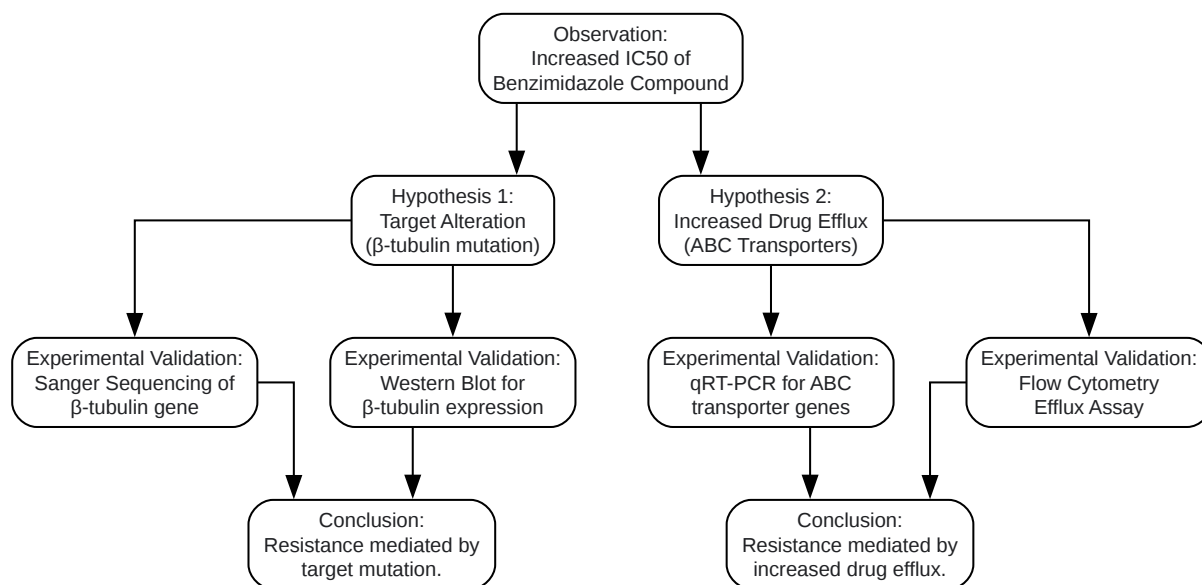 Observation:
Increased IC50 of
Benzimidazole Compound
Hypothesis 1:
Target Alteration
(β-tubulin mutation)
Hypothesis 2:
Increased Drug Efflux
(ABC Transporters)
Experimental Validation:
Sanger Sequencing of
β-tubulin gene
Experimental Validation:
Western Blot for
β-tubulin expression
Experimental Validation:
qRT-PCR for ABC
transporter genes
Experimental Validation:
Flow Cytometry
Efflux Assay
Conclusion:
Resistance mediated by
target mutation.
Conclusion:
Resistance mediated by
increased drug efflux.